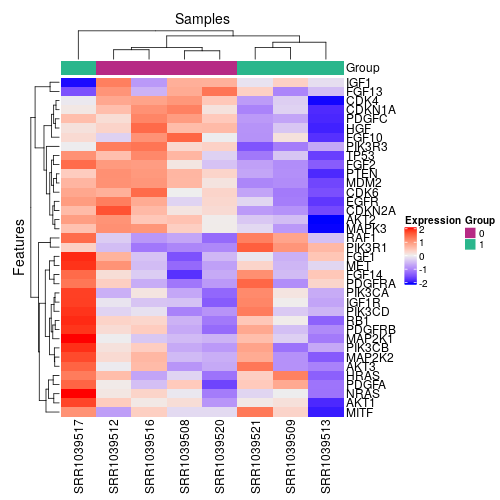 Samples
Group
IGF1
FGF13
CDK4
CDKN1A
PDGFC
HGF
FGF10
PIK3R3
TP53
FGF2
PTEN
MDM2
CDK6
EGFR
CDKN2A
AKT2
MAPK3
RAF1
PIK3R1
FGF1
MET
FGF14
PDGFRA
PIK3CA
IGF1R
PIK3CD
RB1
PDGFRB
MAP2K1
PIK3CB
MAP2K2
AKT3
HRAS
PDGFA
NRAS
AKT1
MITF
Features
SRR1039517
SRR1039512
SRR1039516
SRR1039508
SRR1039520
SRR1039521
SRR1039509
SRR1039513
Expression
2
1
0
-1
-2
Group
0
1